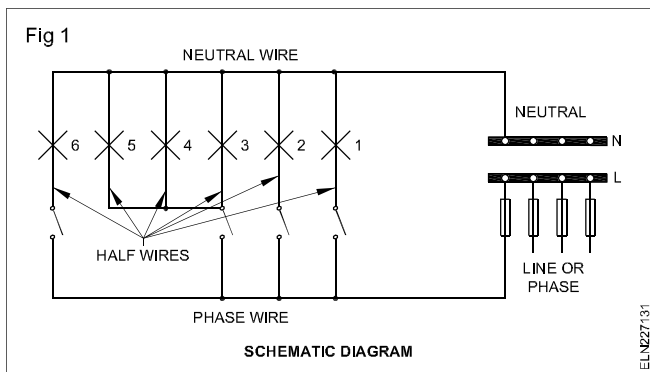 Fig 1
NEUTRAL WIRE
NEUTRAL
6 5 4 3 2 1
N
L
HALF WIRES
LINE OR
PHASE
PHASE WIRE
SCHEMATIC DIAGRAM
ELN227131